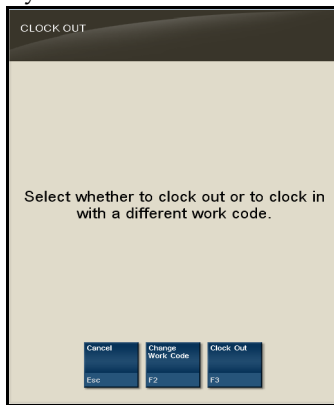 CLOCK OUT
Select whether to clock out or to clock in
with a different work code.
Cancel
Esc
Change
Work Code
F2
Clock Out
F3